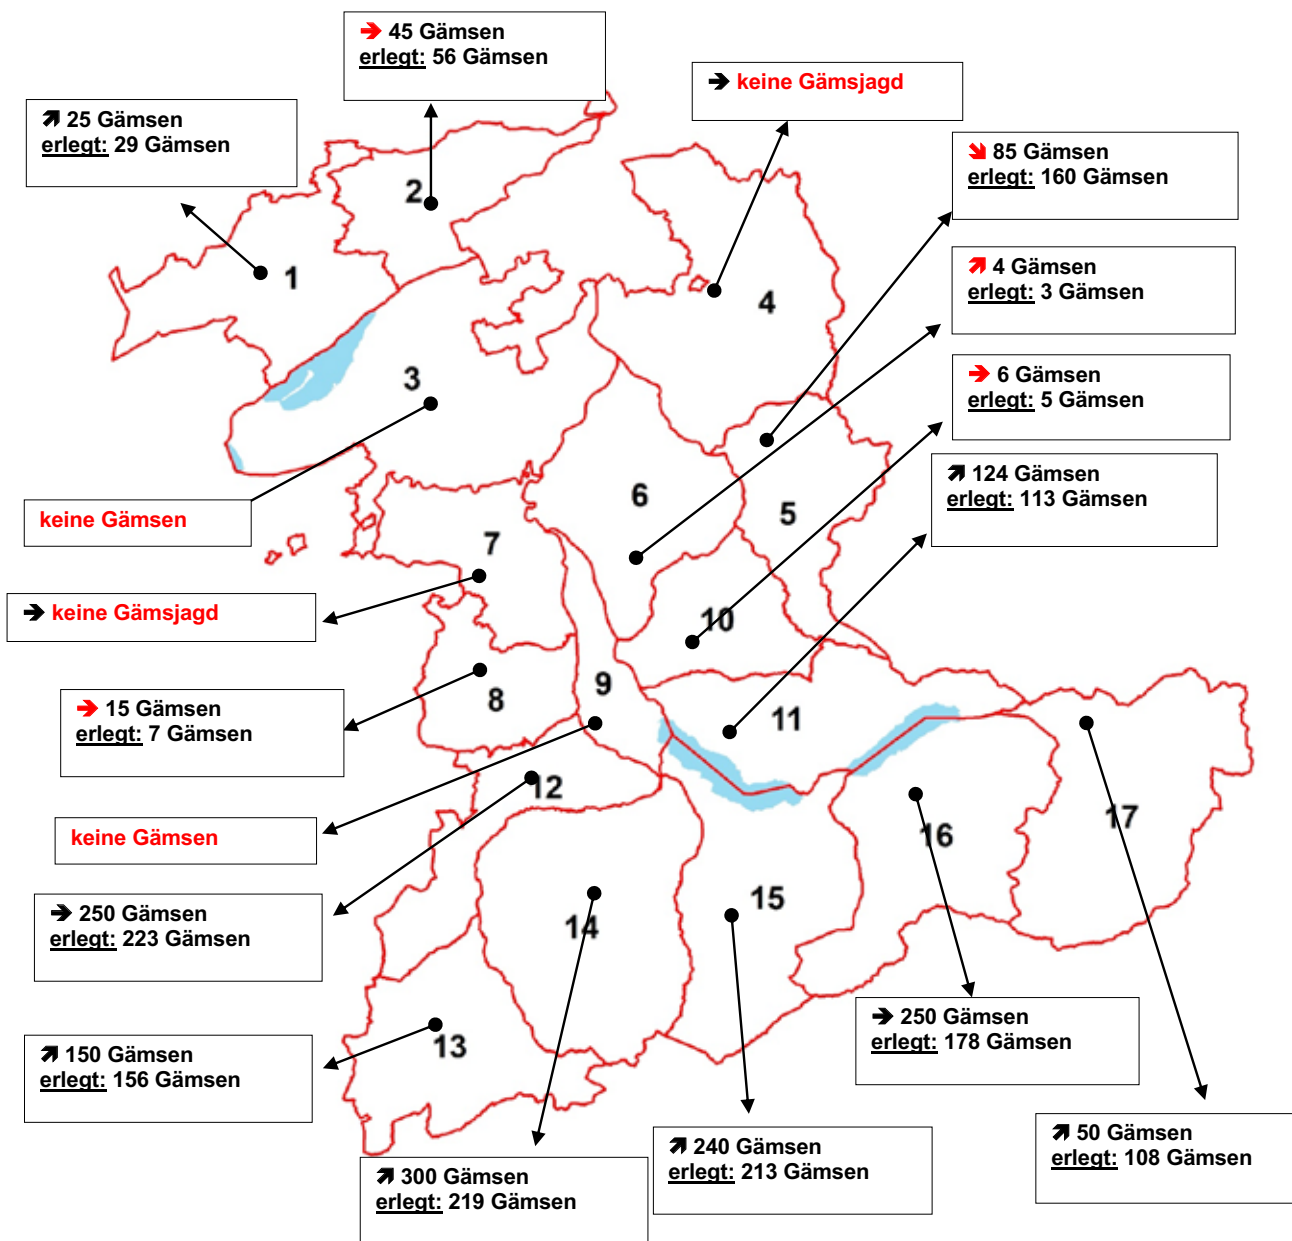 ➔ 45 Gämsen
erlegt: 56 Gämsen
➔ keine Gämsjagd
⬈ 25 Gämsen
erlegt: 29 Gämsen
⬊ 85 Gämsen
erlegt: 160 Gämsen
2
⬈ 4 Gämsen
erlegt: 3 Gämsen
1
4
➔ 6 Gämsen
erlegt: 5 Gämsen
3
⬈ 124 Gämsen
erlegt: 113 Gämsen
6
5
keine Gämsen
7
➔ keine Gämsjagd
10
8
9
➔ 15 Gämsen
erlegt: 7 Gämsen
11
12
17
16
keine Gämsen
15
14
➔ 250 Gämsen
erlegt: 223 Gämsen
➔ 250 Gämsen
erlegt: 178 Gämsen
13
⬈ 150 Gämsen
erlegt: 156 Gämsen
⬈ 50 Gämsen
erlegt: 108 Gämsen
⬈ 240 Gämsen
erlegt: 213 Gämsen
⬈ 300 Gämsen
erlegt: 219 Gämsen